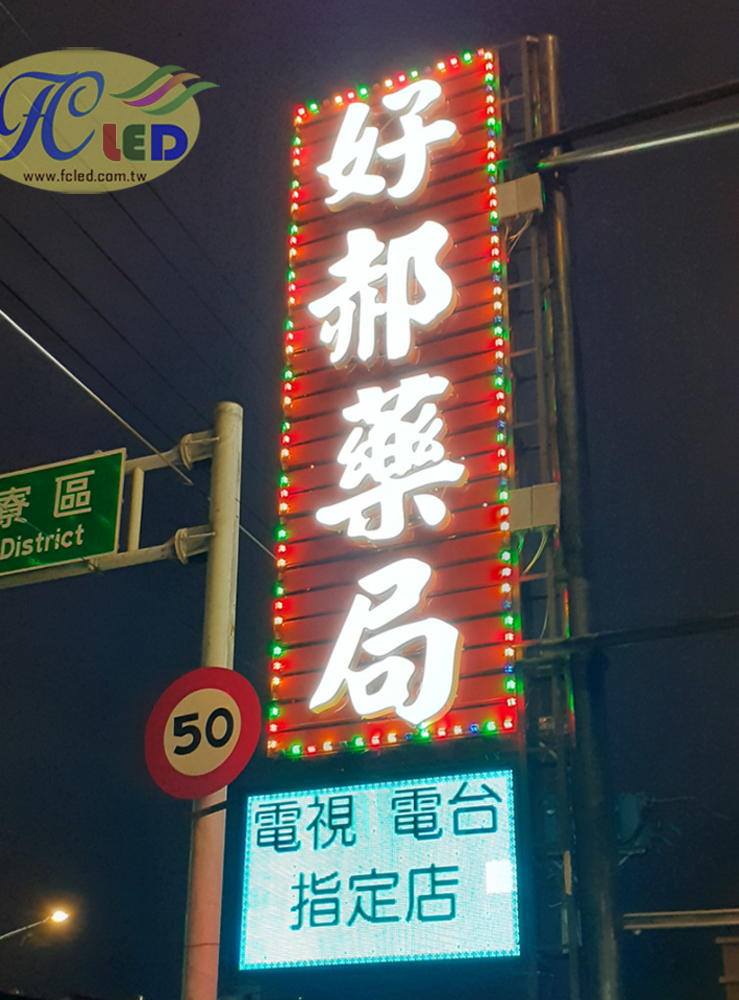 FC LED
www.fcled.com.tw
好郝藥局
寮區
District
50
電視 電台
指定店